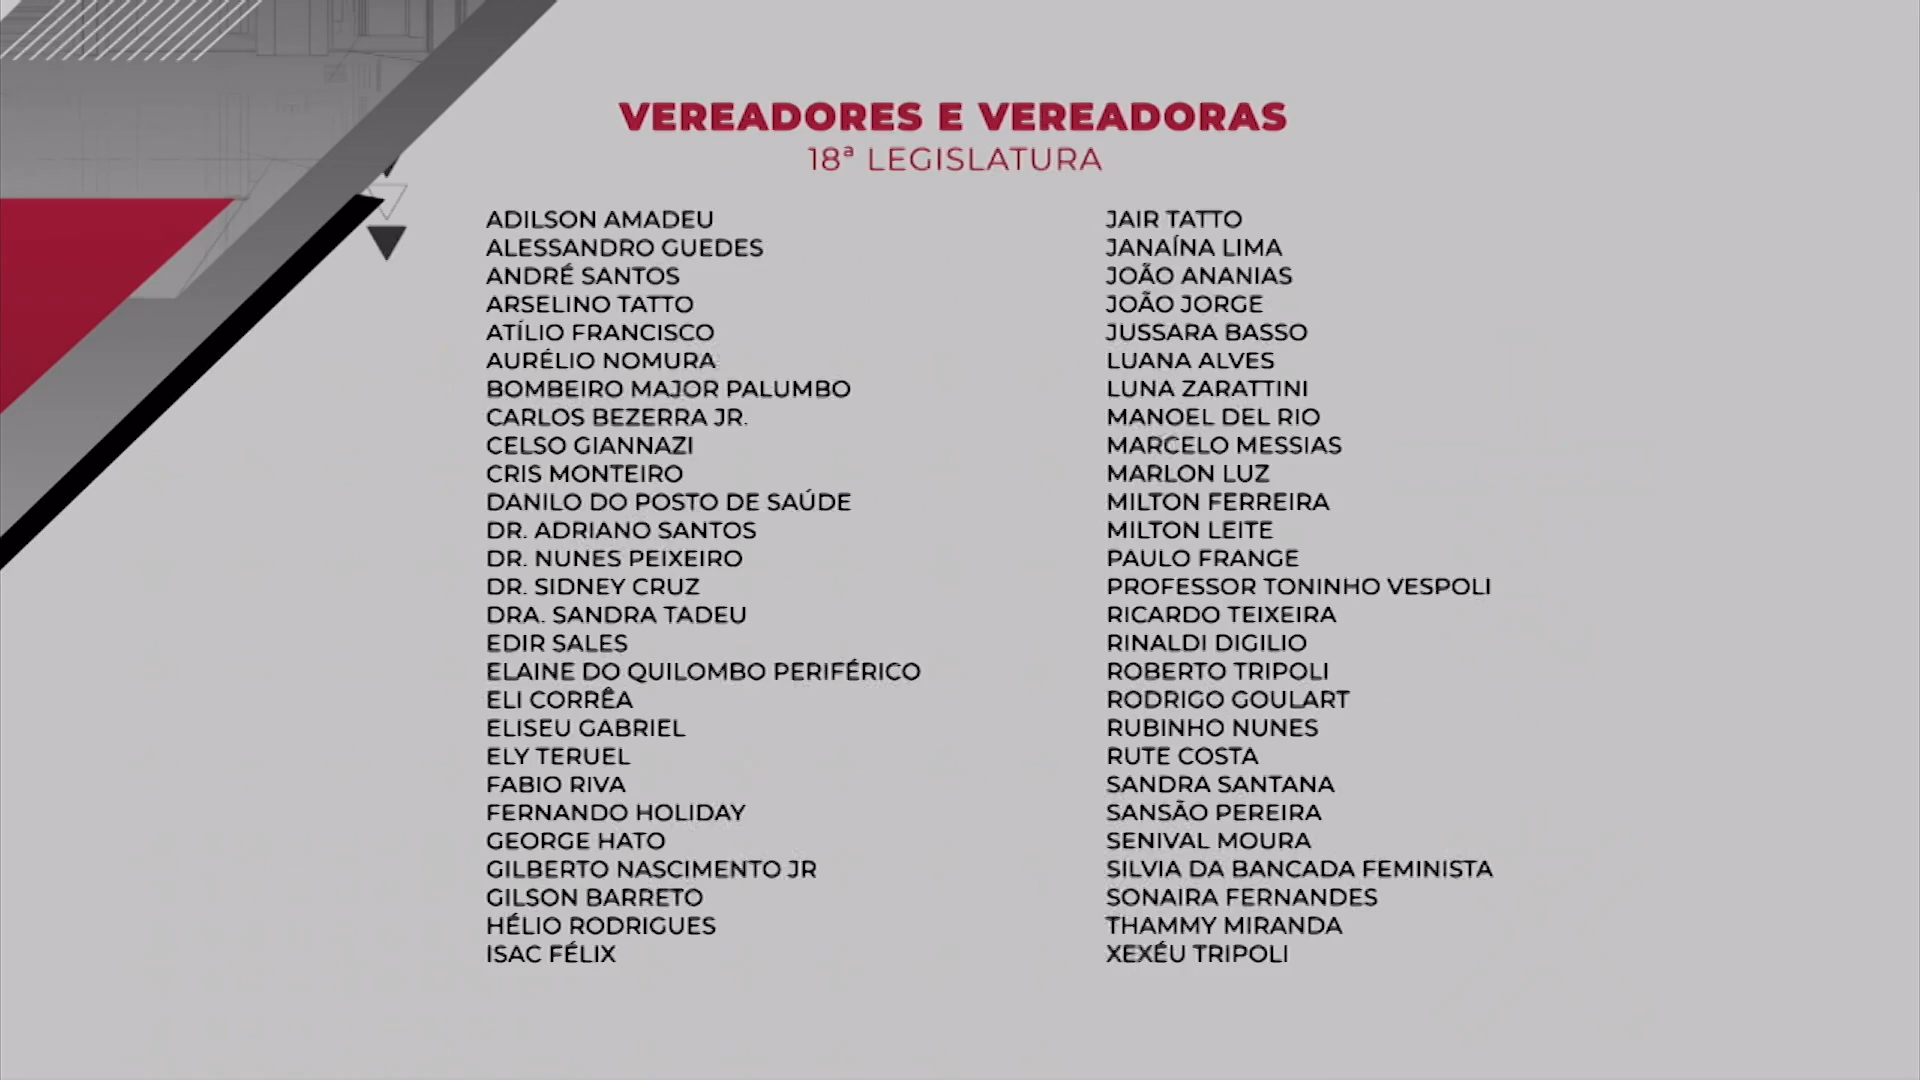 VEREADORES E VEREADORAS
18ª LEGISLATURA
ADILSON AMADEU
ALESSANDRO GUEDES
ANDRÉ SANTOS
ARSELINO TATTO
ATÍLIO FRANCISCO
AURÉLIO NOMURA
BOMBEIRO MAJOR PALUMBO
CARLOS BEZERRA JR.
CELSO GIANNAZI
CRIS MONTEIRO
DANILO DO POSTO DE SAÚDE
DR. ADRIANO SANTOS
DR. NUNES PEIXEIRO
DR. SIDNEY CRUZ
DRA. SANDRA TADEU
EDIR SALES
ELAINE DO QUILOMBO PERIFÉRICO
ELI CORRÊA
ELISEU GABRIEL
ELY TERUEL
FABIO RIVA
FERNANDO HOLIDAY
GEORGE HATO
GILBERTO NASCIMENTO JR
GILSON BARRETO
HÉLIO RODRIGUES
ISAC FÉLIX
JAIR TATTO
JANAÍNA LIMA
JOÃO ANANIAS
JOÃO JORGE
JUSSARA BASSO
LUANA ALVES
LUNA ZARATTINI
MANOEL DEL RIO
MARCELO MESSIAS
MARLON LUZ
MILTON FERREIRA
MILTON LEITE
PAULO FRANGE
PROFESSOR TONINHO VESPOLI
RICARDO TEIXEIRA
RINALDI DIGILIO
ROBERTO TRIPOLI
RODRIGO GOULART
RUBINHO NUNES
RUTE COSTA
SANDRA SANTANA
SANSÃO PEREIRA
SENIVAL MOURA
SILVIA DA BANCADA FEMINISTA
SONAIRA FERNANDES
THAMMY MIRANDA
XEXÉU TRIPOLI